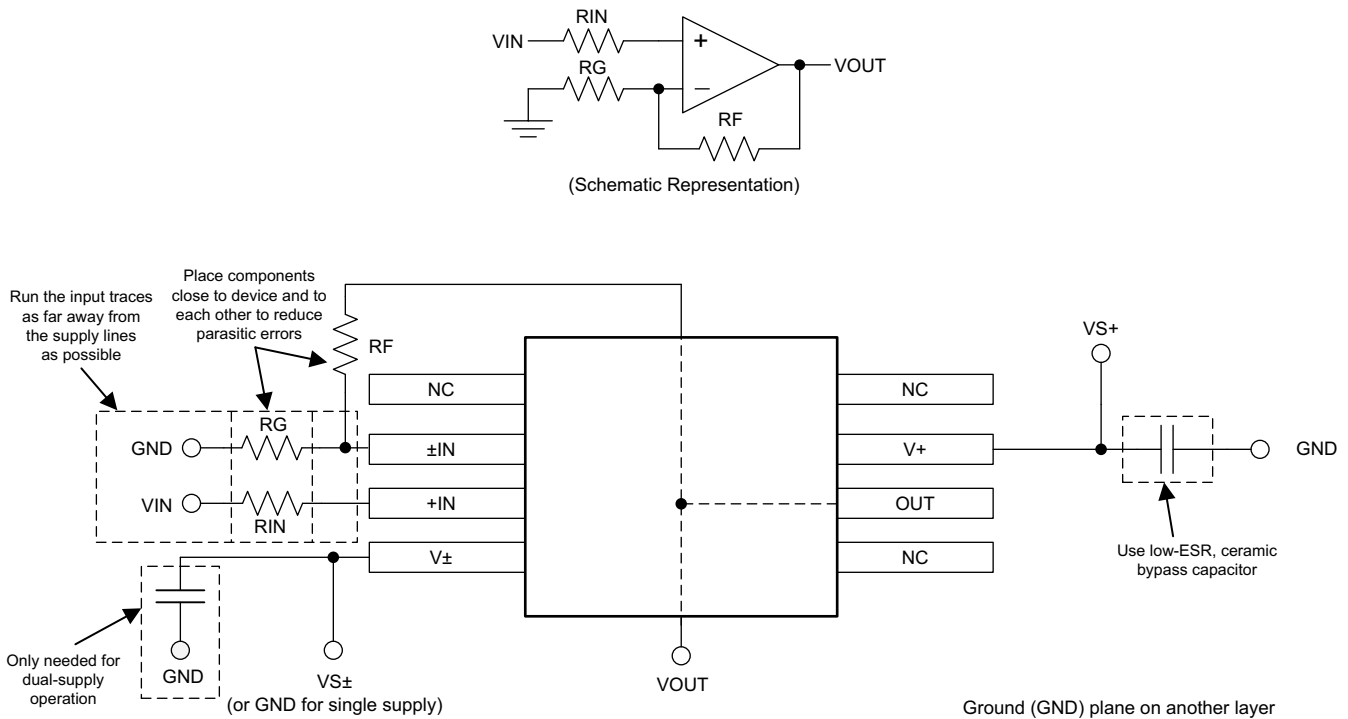 RIN
VIN
+
VOUT
RG
−
RF
(Schematic Representation)
Run the input traces
as far away from
the supply lines
as possible
Place components
close to device and to
each other to reduce
parasitic errors
RF
VS+
NC
NC
RG
GND
±IN
V+
GND
VIN
+IN
OUT
RIN
V±
NC
Use low-ESR, ceramic
bypass capacitor
Only needed for
dual-supply
operation
GND
VS±
(or GND for single supply)
VOUT
Ground (GND) plane on another layer